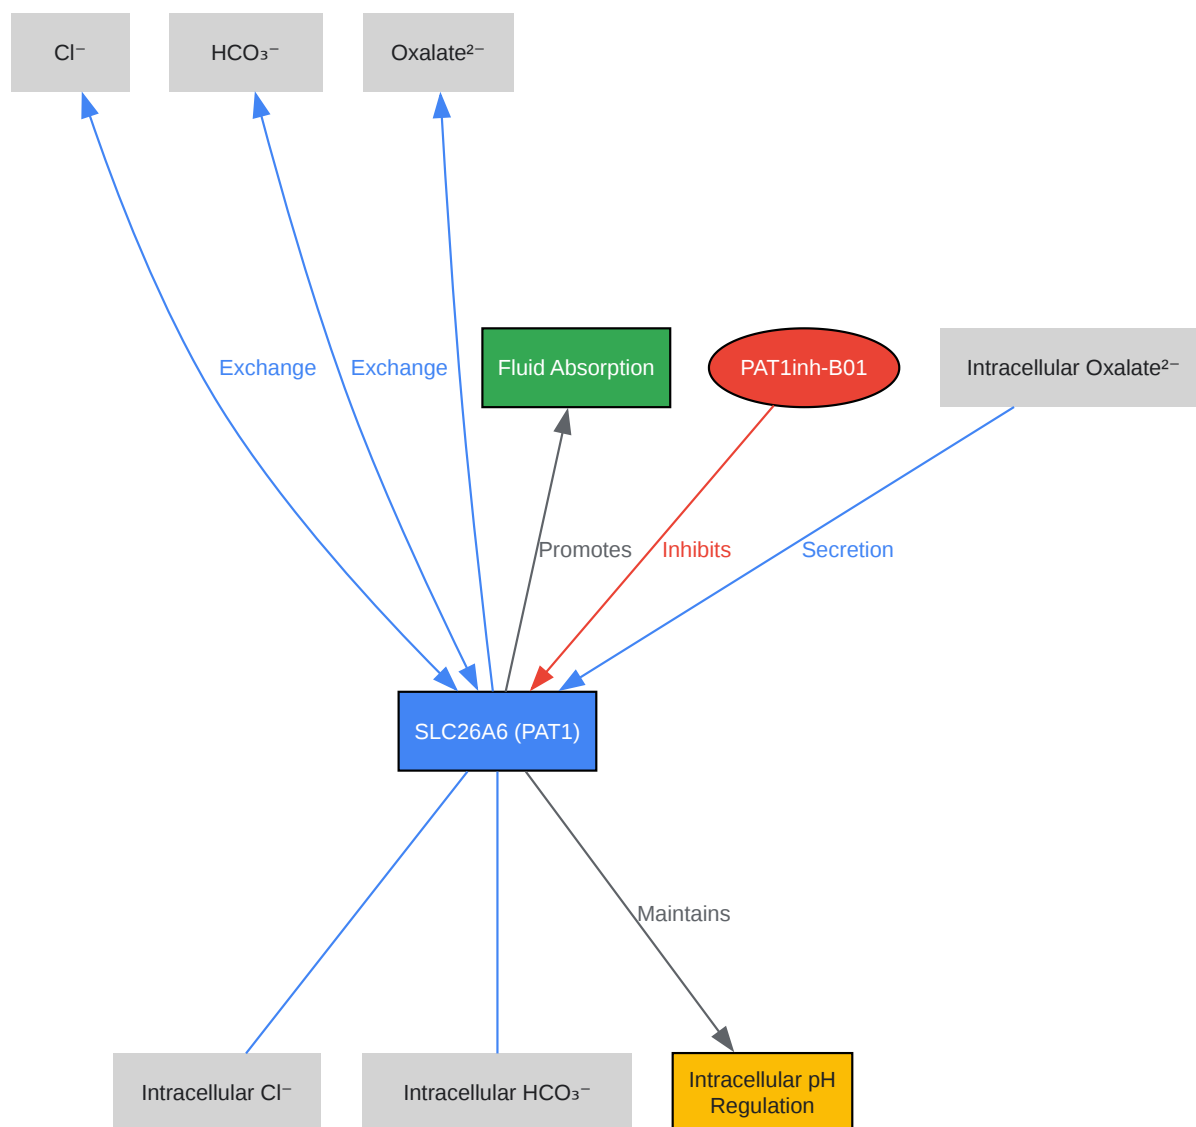 Cl⁻
HCO₃⁻
Oxalate²⁻
Exchange
Exchange
Fluid Absorption
PAT1inh-B01
Intracellular Oxalate²⁻
Promotes
Inhibits
Secretion
SLC26A6 (PAT1)
Maintains
Intracellular Cl⁻
Intracellular HCO₃⁻
Intracellular pH
Regulation